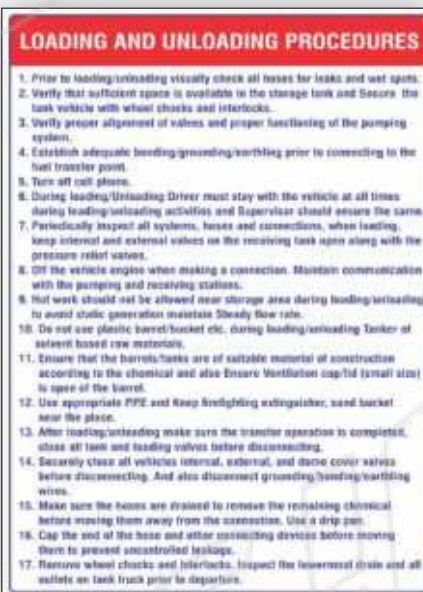 LOADING AND UNLOADING PROCEDURES
1. Prior to loading/unloading visually check all hoses for leaks and wet spots.
2. Verify that sufficient space is available in the storage tank and Secure the
tank vehicle with wheel chocks and interlocks.
3. Verify proper alignment of valves and proper functioning of the pumping
system.
4. Establish adequate bonding/grounding/earthling prior to connecting to the
fuel transfer point.
5. Turn off cell phone.
6. During loading/Unloading Driver must stay with the vehicle at all times
during loading/unloading activities and Supervisor should ensure the same.
7. Periodically inspect all systems, hoses and connections, when loading,
keep internal and external valves on the receiving tank open along with the
pressure relief valves.
8. Off the vehicle engine when making a connection. Maintain communication
with the pumping and receiving stations.
9. Hot work should not be allowed near storage area during loading/unloading
to avoid static generation maintain Steady flow rate.
10. Do not use plastic barrel/bucket etc. during loading/unloading Tanker of
solvent based raw materials.
11. Ensure that the barrels/tanks are of suitable material of construction
according to the chemical and also Ensure Ventilation cap/lid (small size)
is open of the barrel.
12. Use appropriate PPE and Keep firefighting extinguisher, sand bucket
near the place.
13. After loading/unloading make sure the transfer operation is completed,
close all tank and loading valves before disconnecting.
14. Securely close all vehicles internal, external, and dome cover valves
before disconnecting. And also disconnect grounding/bonding/earthling
wires.
15. Make sure the hoses are drained to remove the remaining chemical
before moving them away from the connection. Use a drip pan.
16. Cap the end of the hose and other connecting devices before moving
them to prevent uncontrolled leakage.
17. Remove wheel chocks and interlocks. Inspect the lowermost drain and all
outlets on tank truck prior to departure.